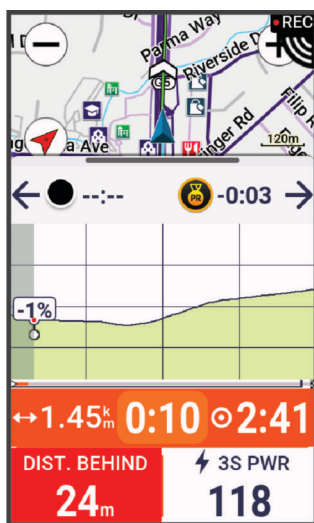 REC
Parma Way
Riverside D
G5
a Ave
nger Rd
Filip R
120m
--:--
PR
-0:03
-1%
1.45km
0:10
2:41
DIST. BEHIND
3S PWR
24m
118